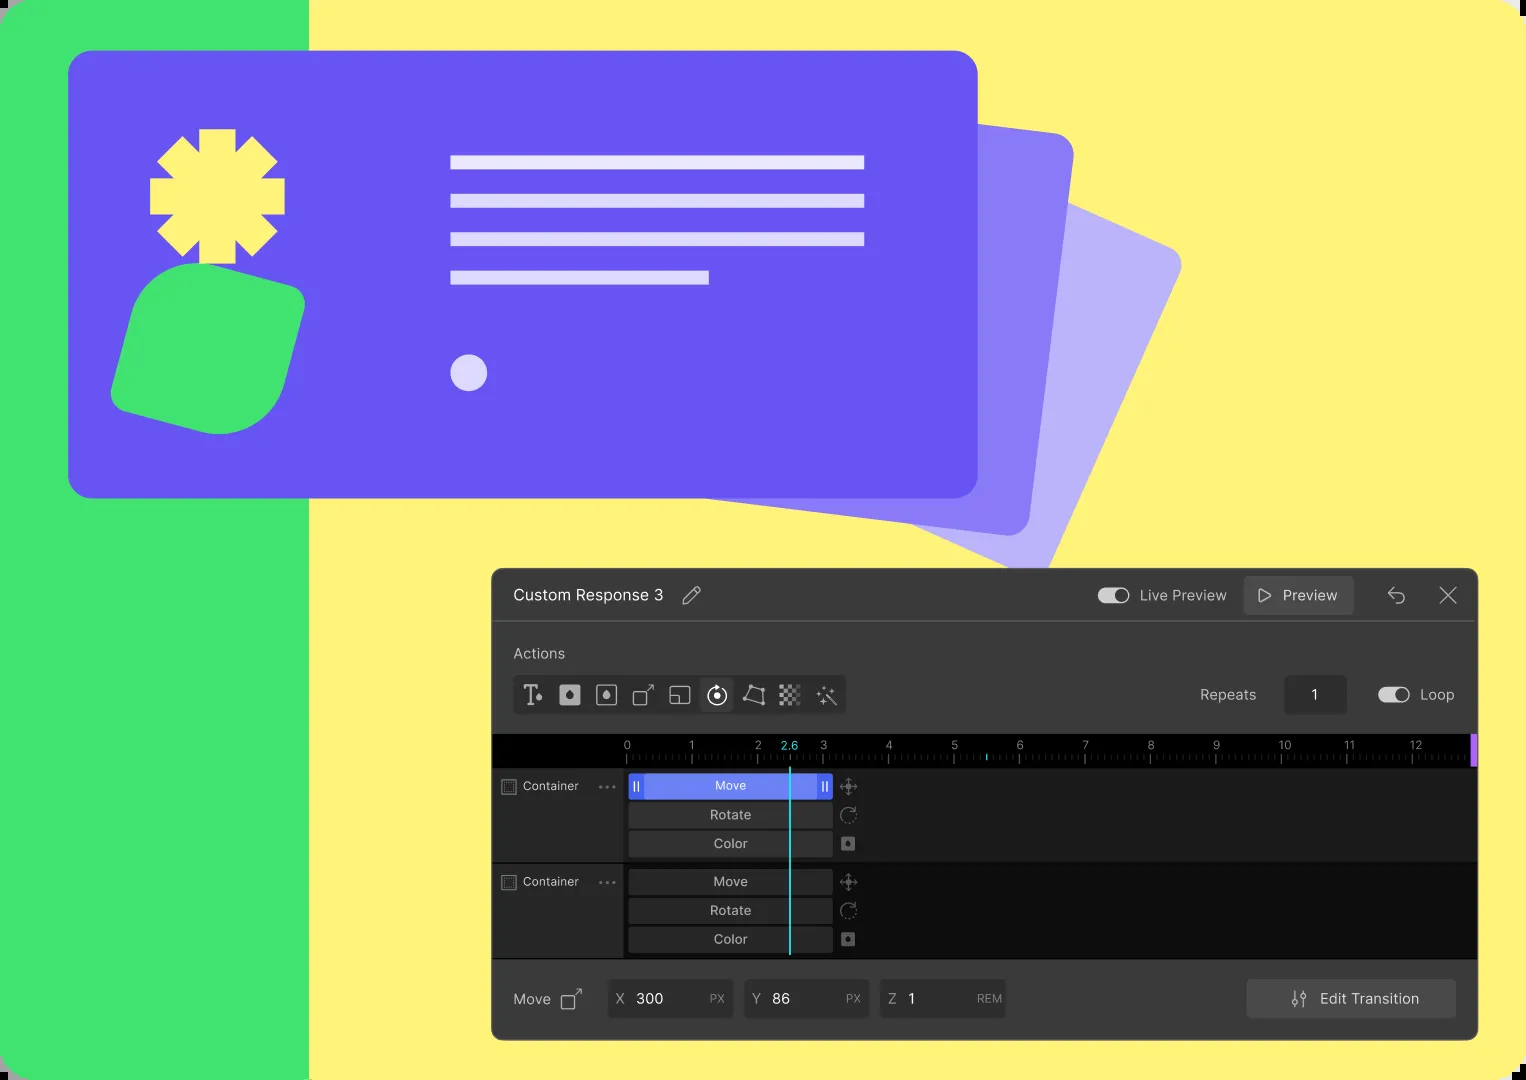 Custom Response 3
Live Preview
Preview
Actions
Repeats 1 Loop
0 1 2 2.6 3 4 5 6 7 8 9 10 11 12
Container
Move
Rotate
Color
Container
Move
Rotate
Color
Move X 300 PX Y 86 PX Z 1 REM
Edit Transition